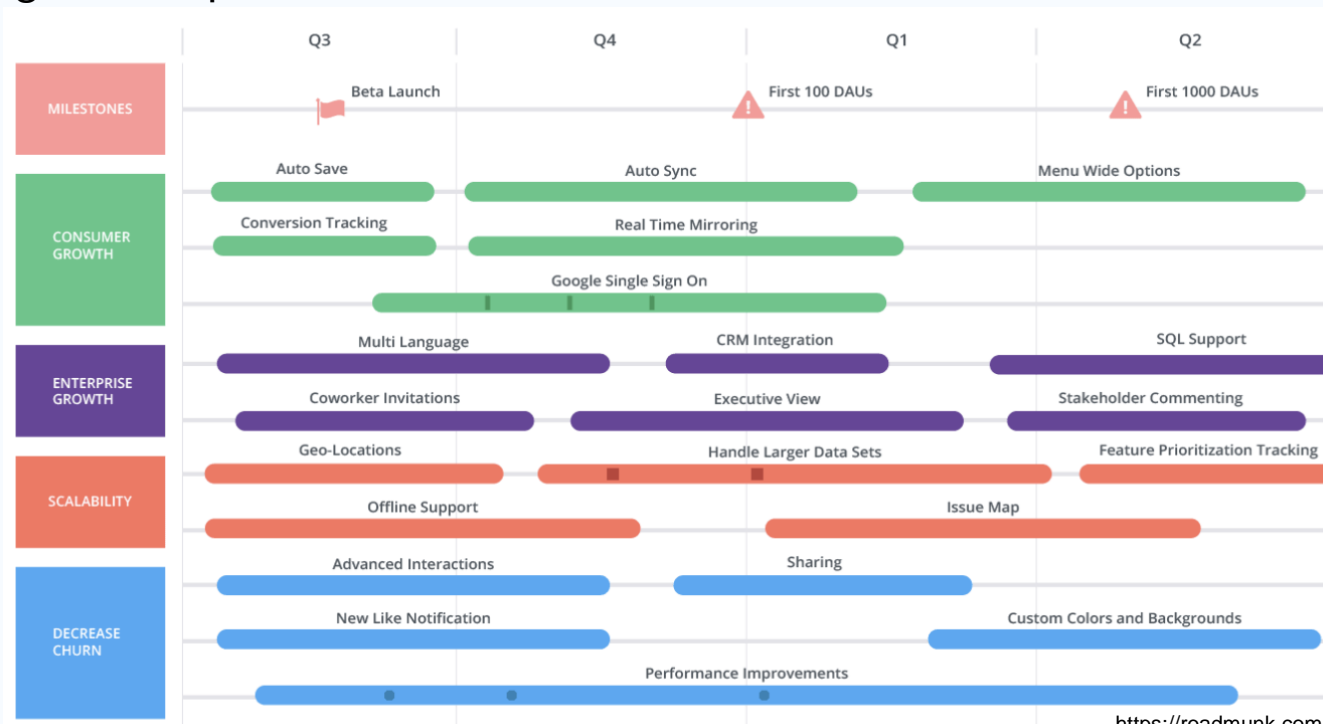 Q3 Q4 Q1 Q2
MILESTONES
Beta Launch
First 100 DAUs
First 1000 DAUs
CONSUMER
GROWTH
Auto Save
Auto Sync
Menu Wide Options
Conversion Tracking
Real Time Mirroring
Google Single Sign On
ENTERPRISE
GROWTH
Multi Language
CRM Integration
SQL Support
Coworker Invitations
Executive View
Stakeholder Commenting
SCALABILITY
Geo-Locations
Handle Larger Data Sets
Feature Prioritization Tracking
Offline Support
Issue Map
DECREASE
CHURN
Advanced Interactions
Sharing
New Like Notification
Custom Colors and Backgrounds
Performance Improvements
https://roadmunk.com